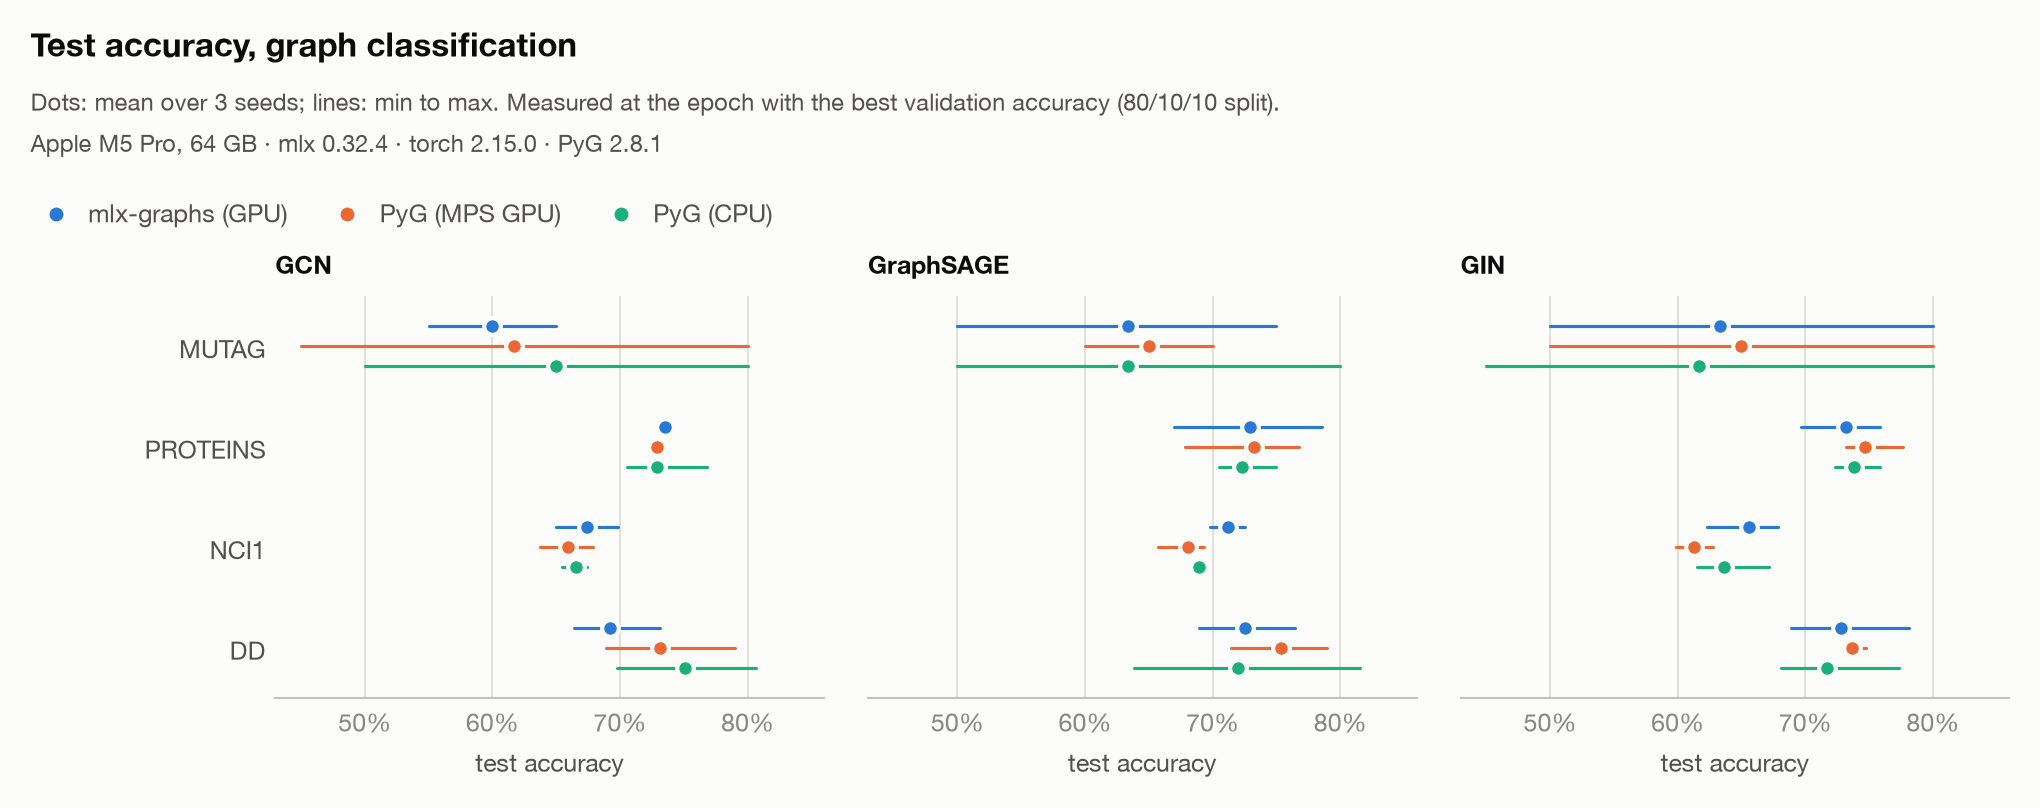 Test accuracy, graph classification
Dots: mean over 3 seeds; lines: min to max. Measured at the epoch with the best validation accuracy (80/10/10 split).
Apple M5 Pro, 64 GB · mlx 0.32.4 · torch 2.15.0 · PyG 2.8.1
mlx-graphs (GPU) PyG (MPS GPU) PyG (CPU)
GCN GraphSAGE GIN
MUTAG
PROTEINS
NCI1
DD
50% 60% 70% 80% 50% 60% 70% 80% 50% 60% 70% 80%
test accuracy test accuracy test accuracy